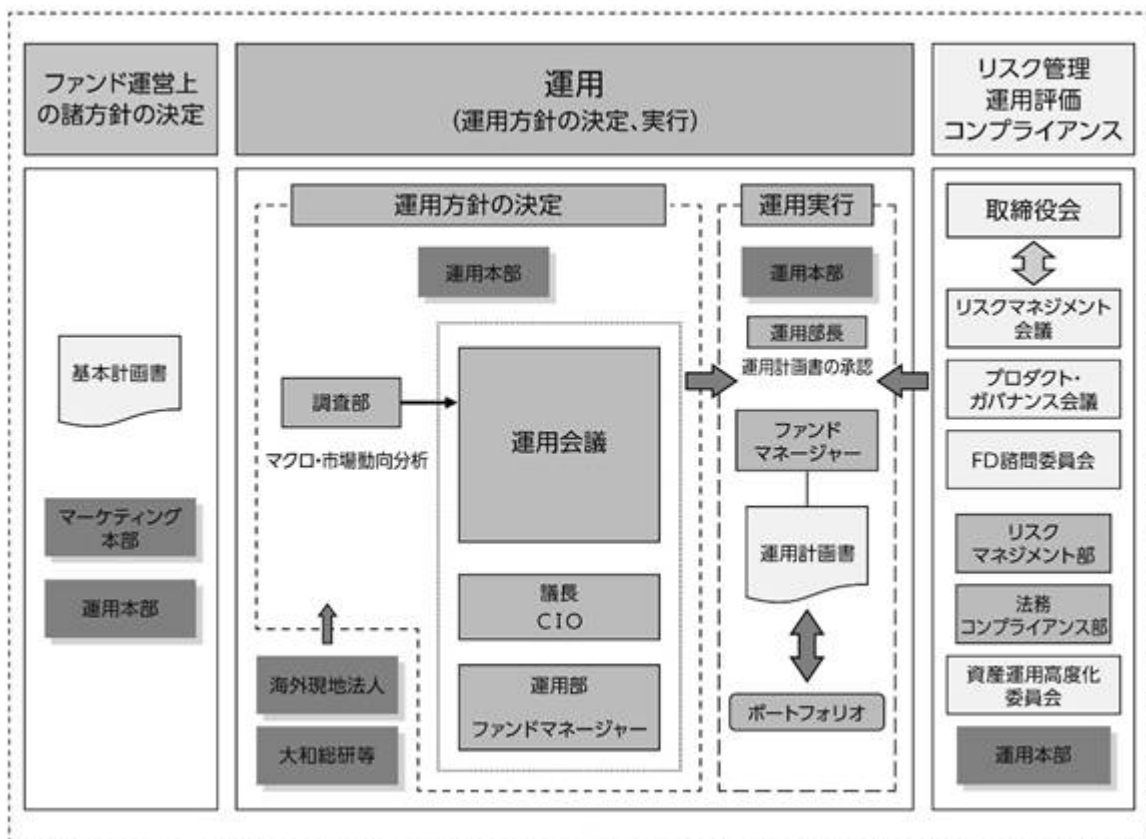 ファンド運営上
の諸方針の決定
基本計画書
マーケティング
本部
運用本部
運用
(運用方針の決定、実行)
運用方針の決定
運用本部
調査部
マクロ・市場動向分析
運用会議
議長
CIO
運用部
ファンドマネージャー
海外現地法人
大和総研等
運用実行
運用本部
運用部長
運用計画書の承認
ファンド
マネージャー
運用計画書
ポートフォリオ
リスク管理
運用評価
コンプライアンス
取締役会
リスクマネジメント
会議
プロダクト・
ガバナンス会議
FD諮問委員会
リスク
マネジメント部
法務
コンプライアンス部
資産運用高度化
委員会
運用本部